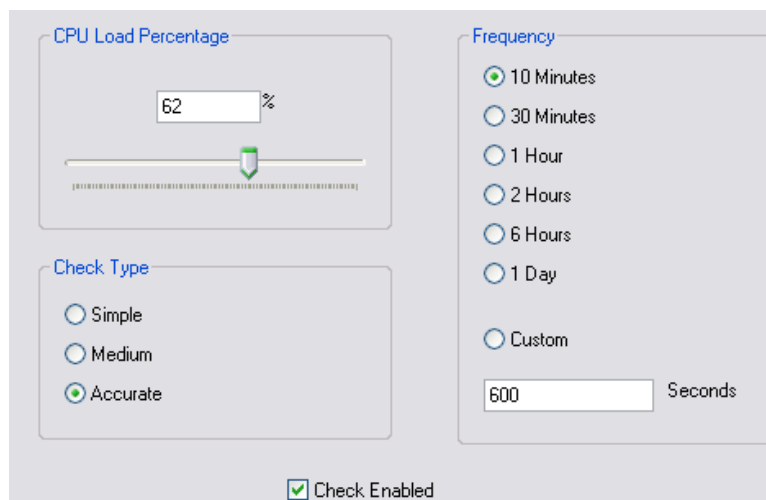 CPU Load Percentage
62 %
Check Type
Simple
Medium
Accurate
Frequency
10 Minutes
30 Minutes
1 Hour
2 Hours
6 Hours
1 Day
Custom
600 Seconds
Check Enabled